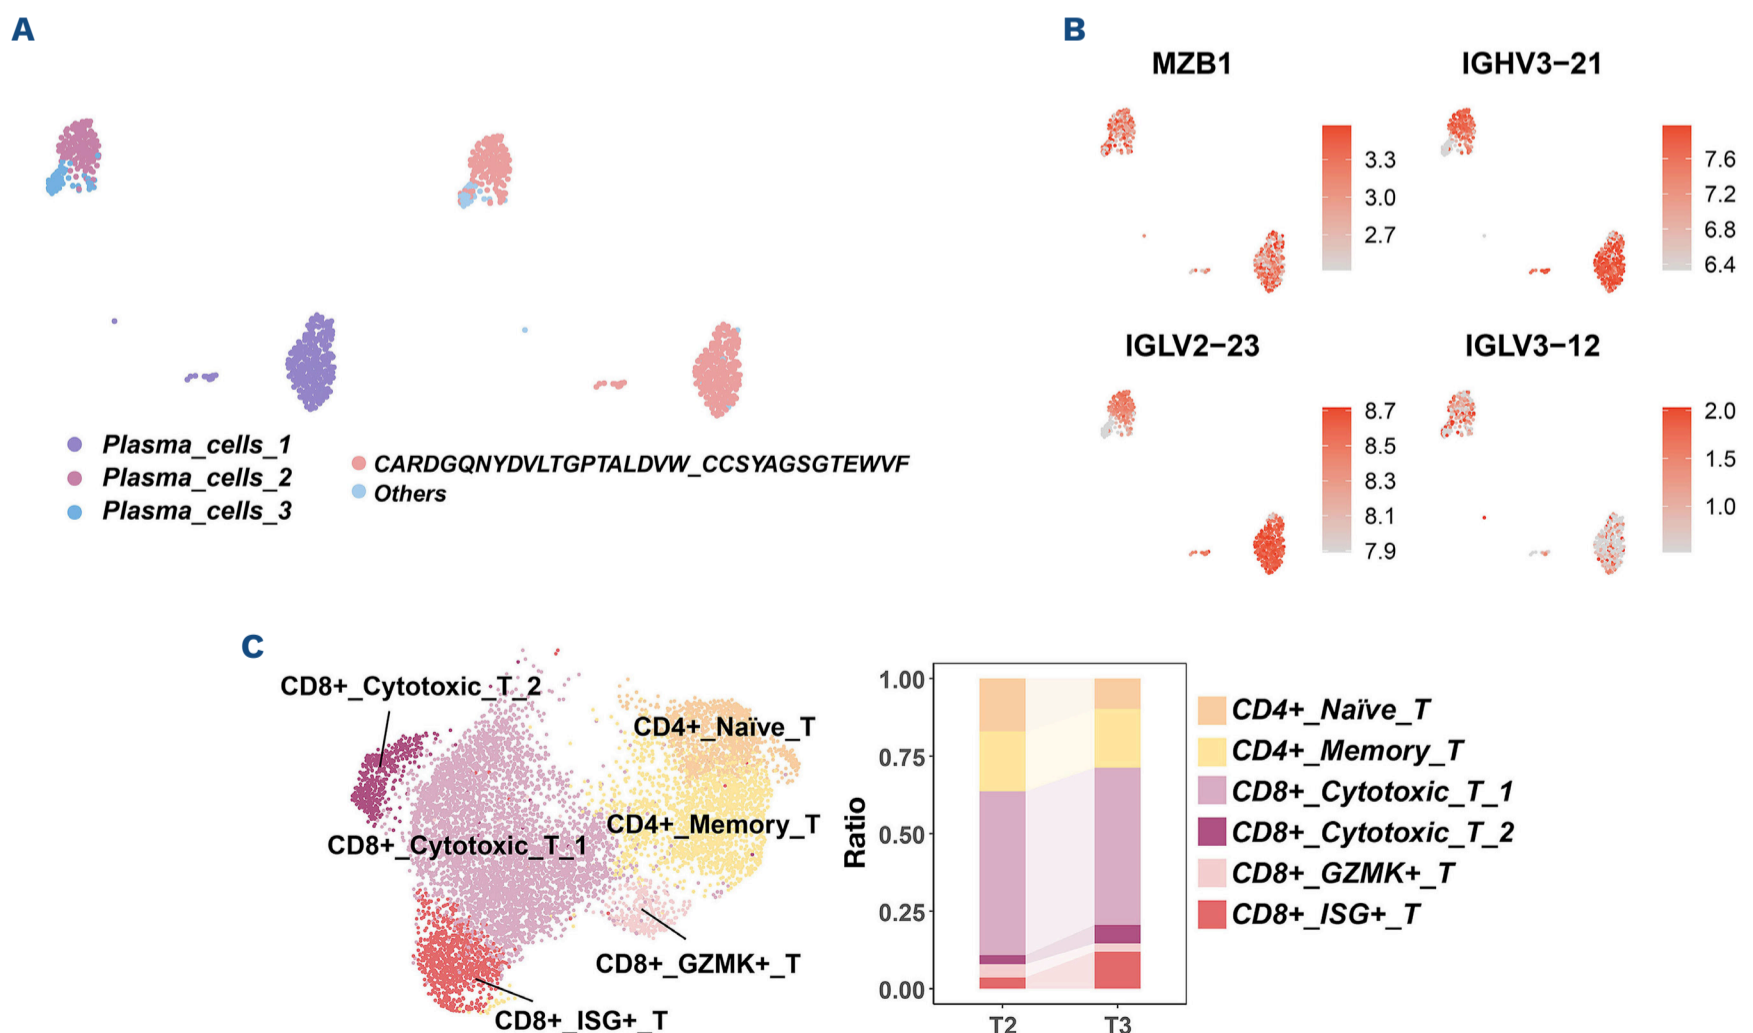 A
Plasma_cells_1
Plasma_cells_2
Plasma_cells_3
CARDGQNYDVLTGPTALDVW_CCSYAGSGTEWVF
Others
B
MZB1
3.3
3.0
2.7
IGHV3−21
7.6
7.2
6.8
6.4
IGLV2−23
8.7
8.5
8.3
8.1
7.9
IGLV3−12
2.0
1.5
1.0
C
CD8+_Cytotoxic_T_2
CD4+_Naïve_T
CD4+_Memory_T
CD8+_Cytotoxic_T_1
CD8+_GZMK+_T
CD8+_ISG+_T
Ratio
1.00
0.75
0.50
0.25
0.00
T2
T3
CD4+_Naïve_T
CD4+_Memory_T
CD8+_Cytotoxic_T_1
CD8+_Cytotoxic_T_2
CD8+_GZMK+_T
CD8+_ISG+_T